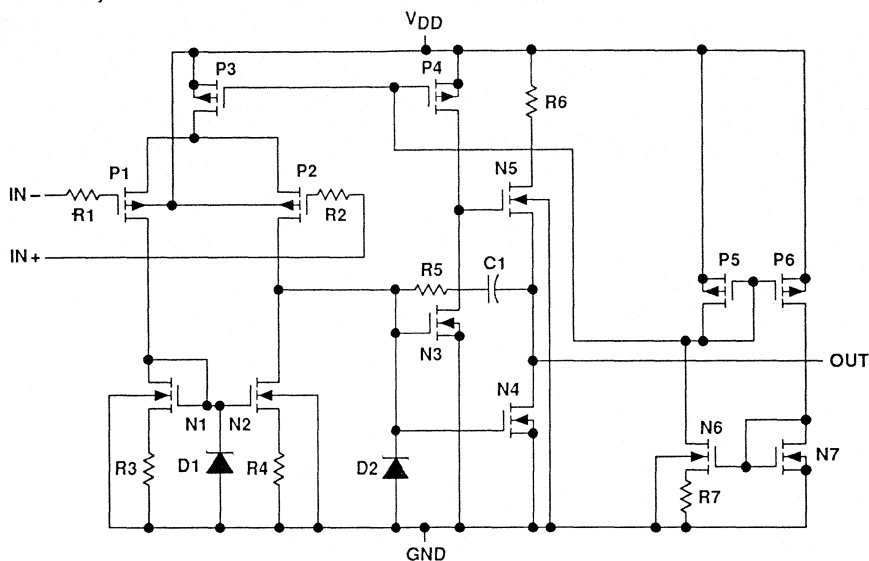 VDD
P3
P4
R6
P1
P2
N5
IN−
R1
R2
IN+
R5
C1
P5
P6
N3
OUT
N4
N1
N2
N6
N7
R3
D1
R4
D2
R7
GND